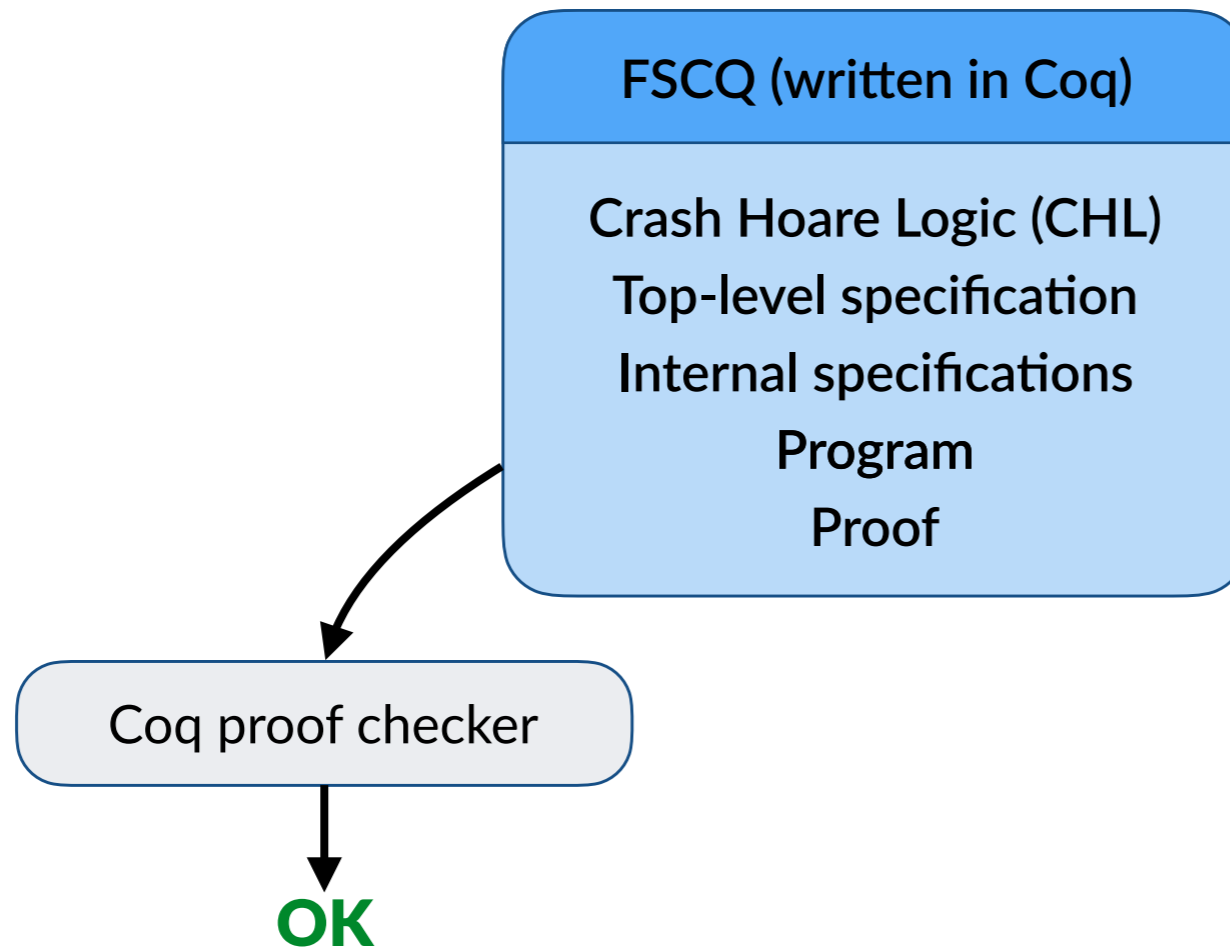 FSCQ (written in Coq)
Crash Hoare Logic (CHL)
Top-level specification
Internal specifications
Program
Proof
Coq proof checker
OK